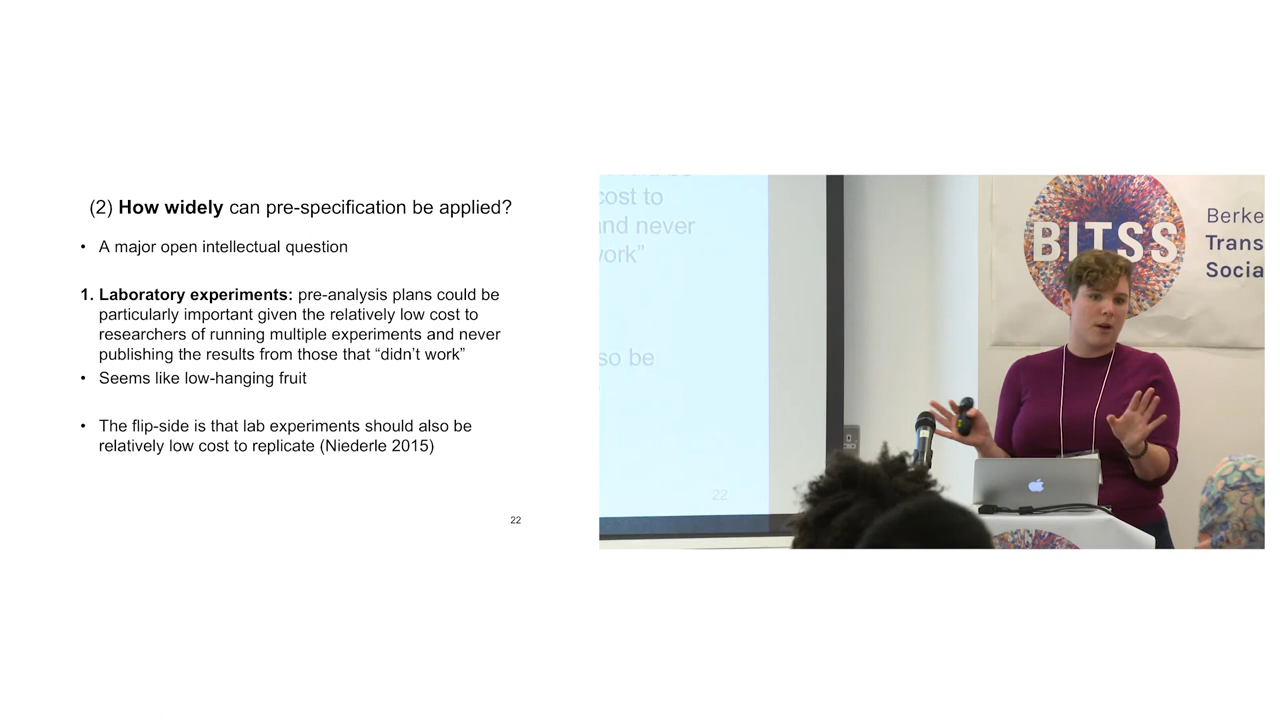 (2) How widely can pre-specification be applied?
• A major open intellectual question
1. Laboratory experiments: pre-analysis plans could be
particularly important given the relatively low cost to
researchers of running multiple experiments and never
publishing the results from those that “didn’t work”
• Seems like low-hanging fruit
• The flip-side is that lab experiments should also be
relatively low cost to replicate (Niederle 2015)
22
cost to
and never
work”
so be
22
BITSS
Berke
Trans
Socia